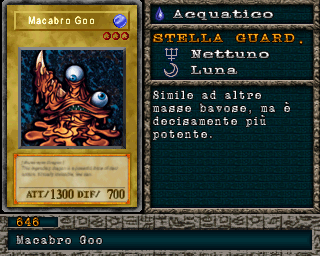 Macabro Goo
ATT/1300 DIF/ 700
Acquatico
STELLA GUARD.
Nettuno
Luna
Simile ad altre
masse bavose, ma è
decisamente più
potente.
646
Macabro Goo